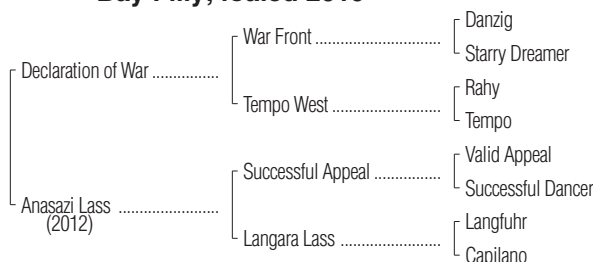 Danzig
War Front ................................
Starry Dreamer
Declaration of War ................
Rahy
Tempo West ...........................
Tempo
Valid Appeal
Successful Appeal ....................
Successful Dancer
Anasazi Lass ........................
(2012)
Langfuhr
Langara Lass .........................
Capilano